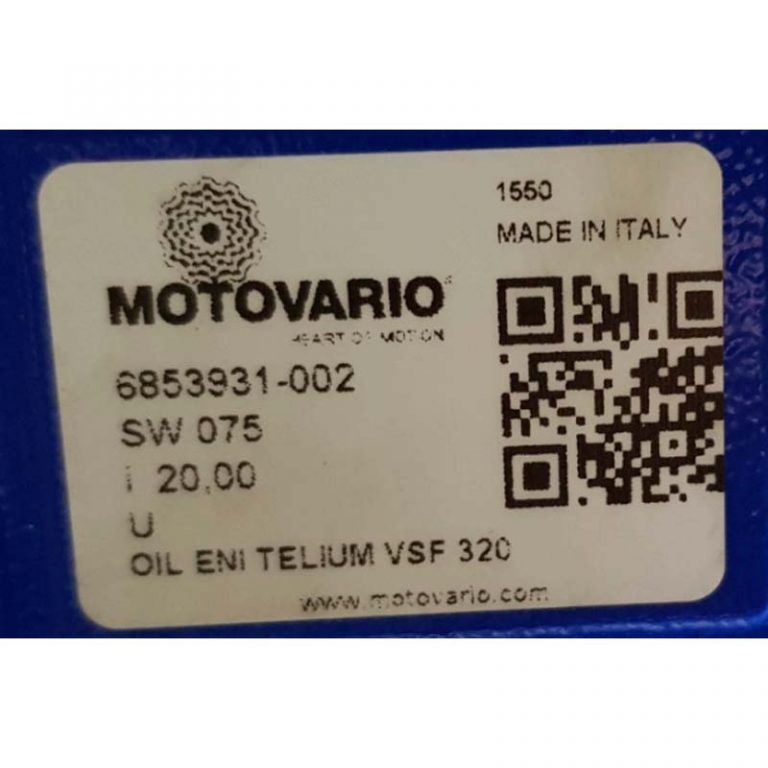 1550
MADE IN ITALY
MOTOVARIO
HEART OF MOTION
6853931-002
SW 075
i 20,00
U
OIL ENI TELIUM VSF 320
www.motovario.com